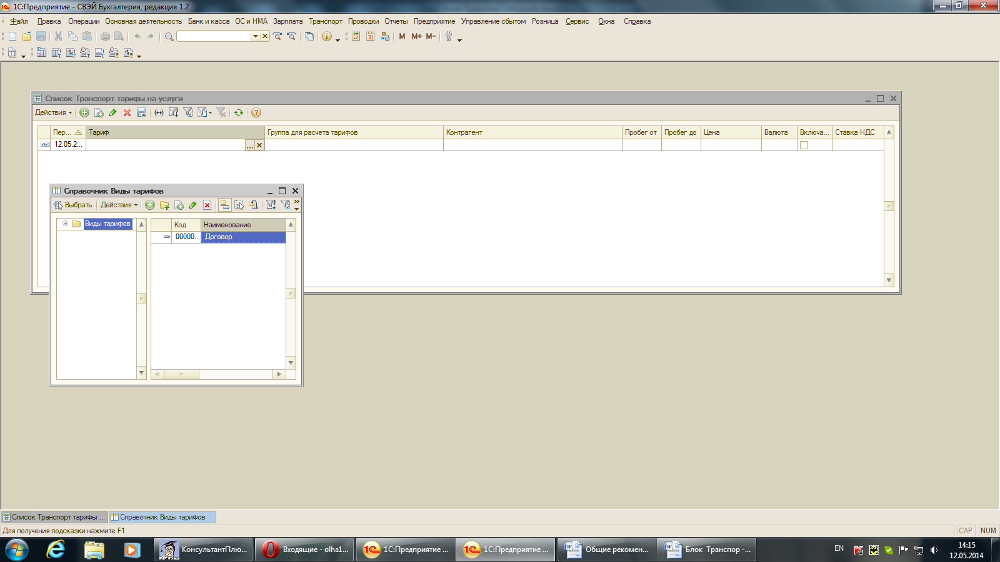 1С:Предприятие - СВЭЙ Бухгалтерия, редакция 1.2
Файл Правка Операции Основная деятельность Банк и касса ОС и НМА Зарплата Транспорт Проводки Отчеты Предприятие Управление сбытом Розница Сервис Окна Справка
M M+ M-
Список Транспорт тарифы на услуги
Действия
Пер... Тариф Группа для расчета тарифов Контрагент Пробег от Пробег до Цена Валюта Включа... Ставка НДС
12.05.2... ...
Справочник Виды тарифов
Выбрать Действия
Виды тарифов
Код Наименование
00000... Договор
Список Транспорт тарифы ... Справочник Виды тарифов
Для получения подсказки нажмите F1
CAP NUM
КонсультантПлю... Входящие - olha1... 1С:Предприятие ... 1С:Предприятие ... Общие рекомен... Блок Транспор -...
EN
14:15
12.05.2014